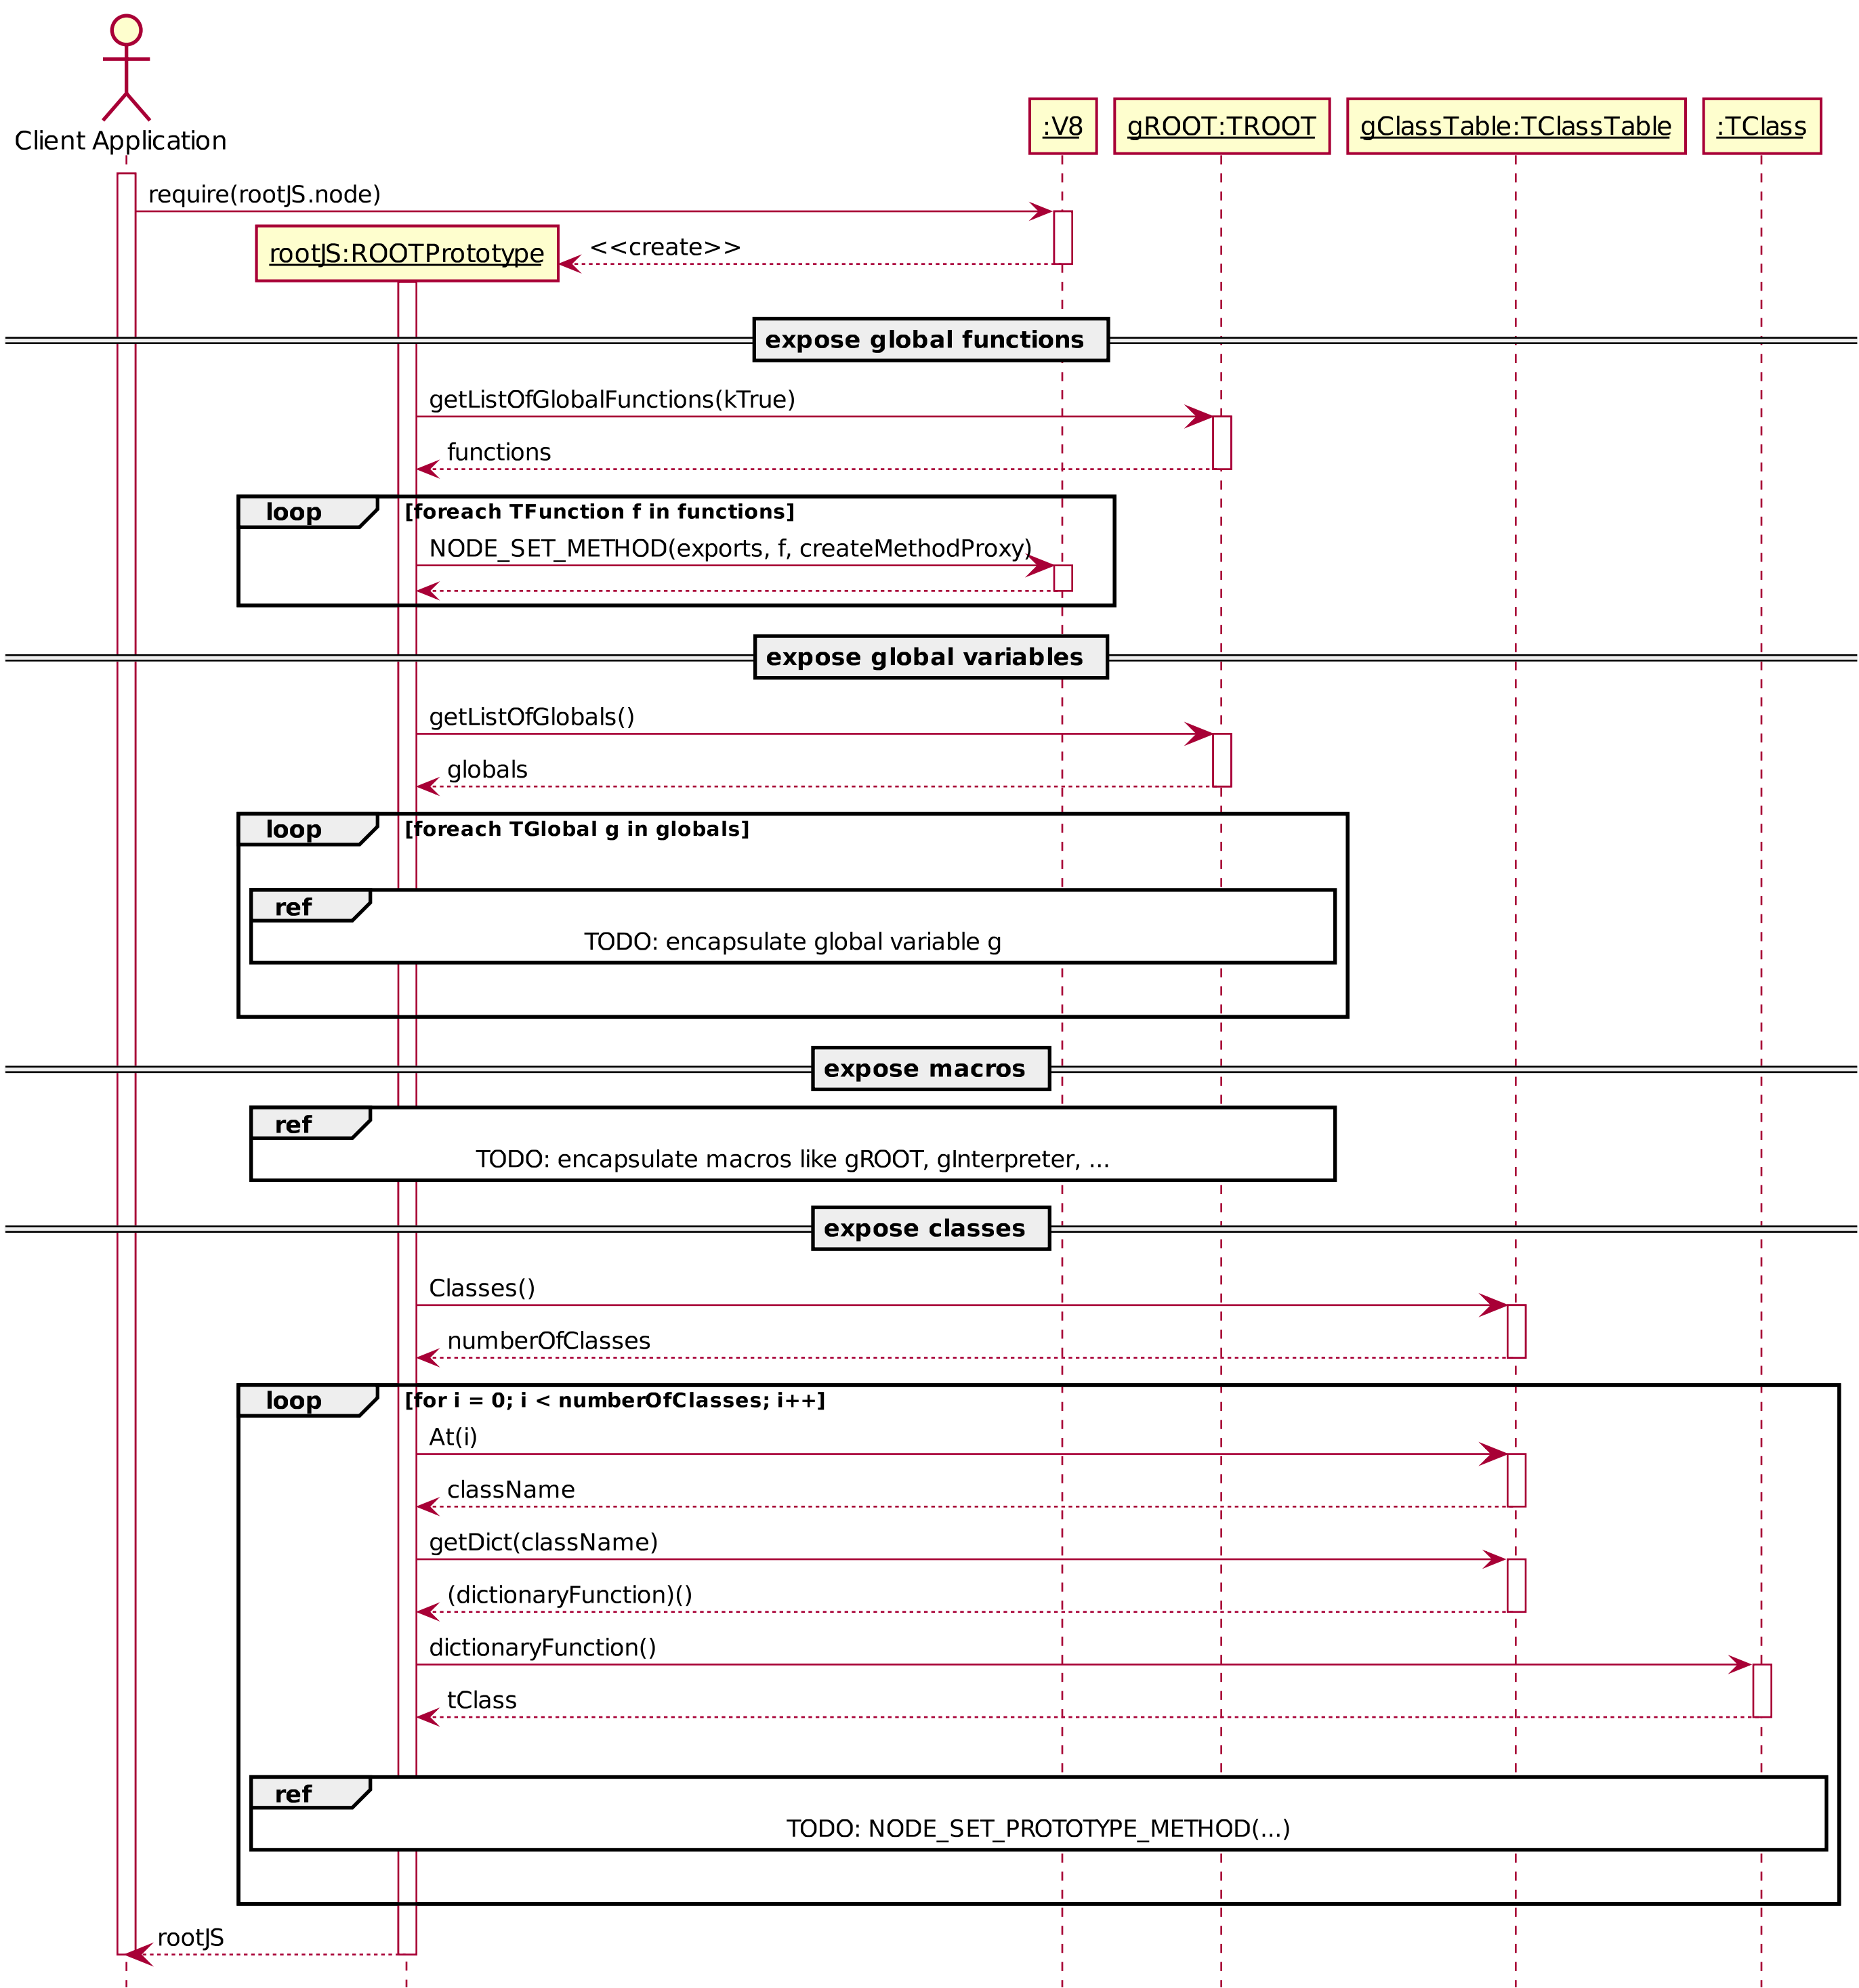 Client Application
:V8
gROOT:TROOT
gClassTable:TClassTable
:TClass
require(rootJS.node)
rootJS:ROOTPrototype
<<create>>
expose global functions
getListOfGlobalFunctions(kTrue)
functions
loop
[foreach TFunction f in functions]
NODE_SET_METHOD(exports, f, createMethodProxy)
expose global variables
getListOfGlobals()
globals
loop
[foreach TGlobal g in globals]
ref
TODO: encapsulate global variable g
expose macros
ref
TODO: encapsulate macros like gROOT, gInterpreter, ...
expose classes
Classes()
numberOfClasses
loop
[for i = 0; i < numberOfClasses; i++]
At(i)
className
getDict(className)
(dictionaryFunction)()
dictionaryFunction()
tClass
ref
TODO: NODE_SET_PROTOTYPE_METHOD(...)
rootJS